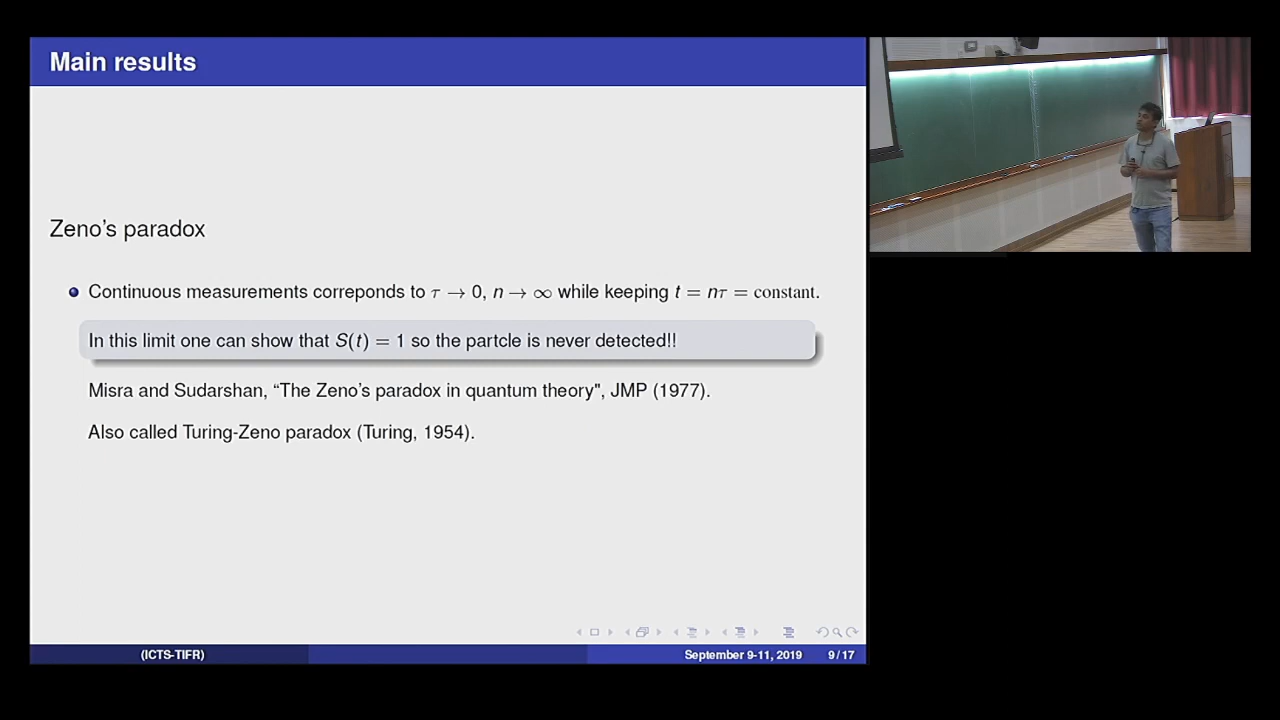 Main results
Zeno's paradox
Continuous measurements correponds to τ → 0, n → ∞ while keeping t = nτ = constant.
In this limit one can show that S(t) = 1 so the partcle is never detected!!
Misra and Sudarshan, “The Zeno's paradox in quantum theory", JMP (1977).
Also called Turing-Zeno paradox (Turing, 1954).
(ICTS-TIFR)
September 9-11, 2019 9 / 17